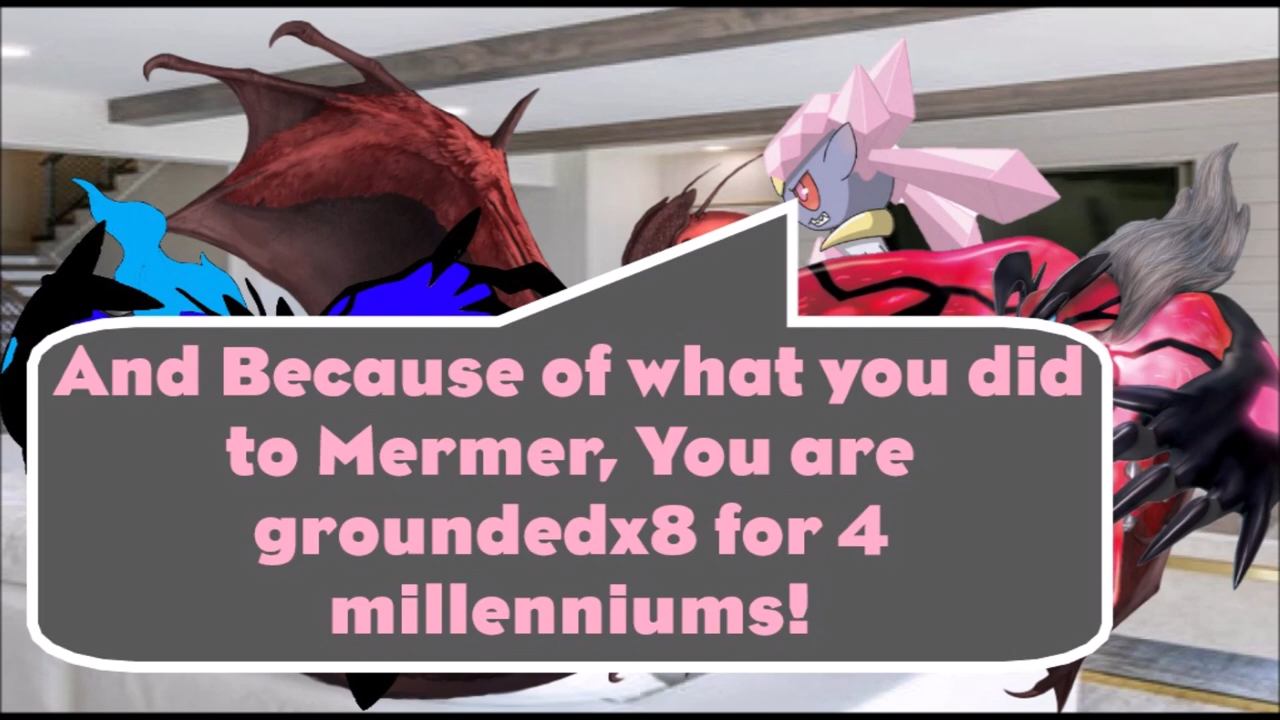 And Because of what you did
to Mermer, You are
groundedx8 for 4
millenniums!